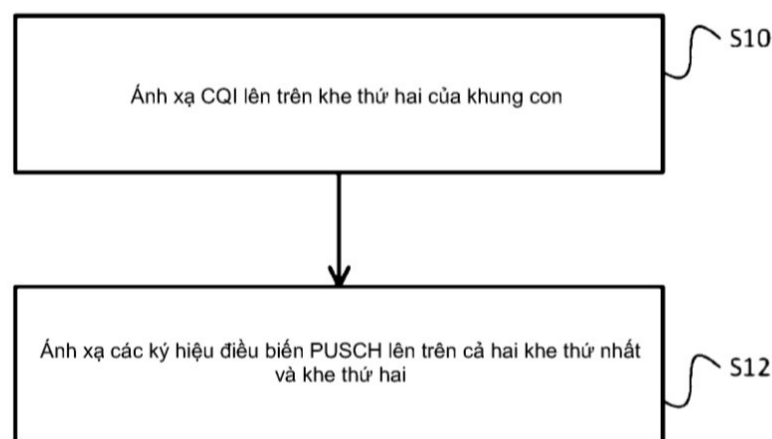 S10
Ánh xạ CQI lên trên khe thứ hai của khung con
Ánh xạ các ký hiệu điều biến PUSCH lên trên cả hai khe thứ nhất
và khe thứ hai
S12